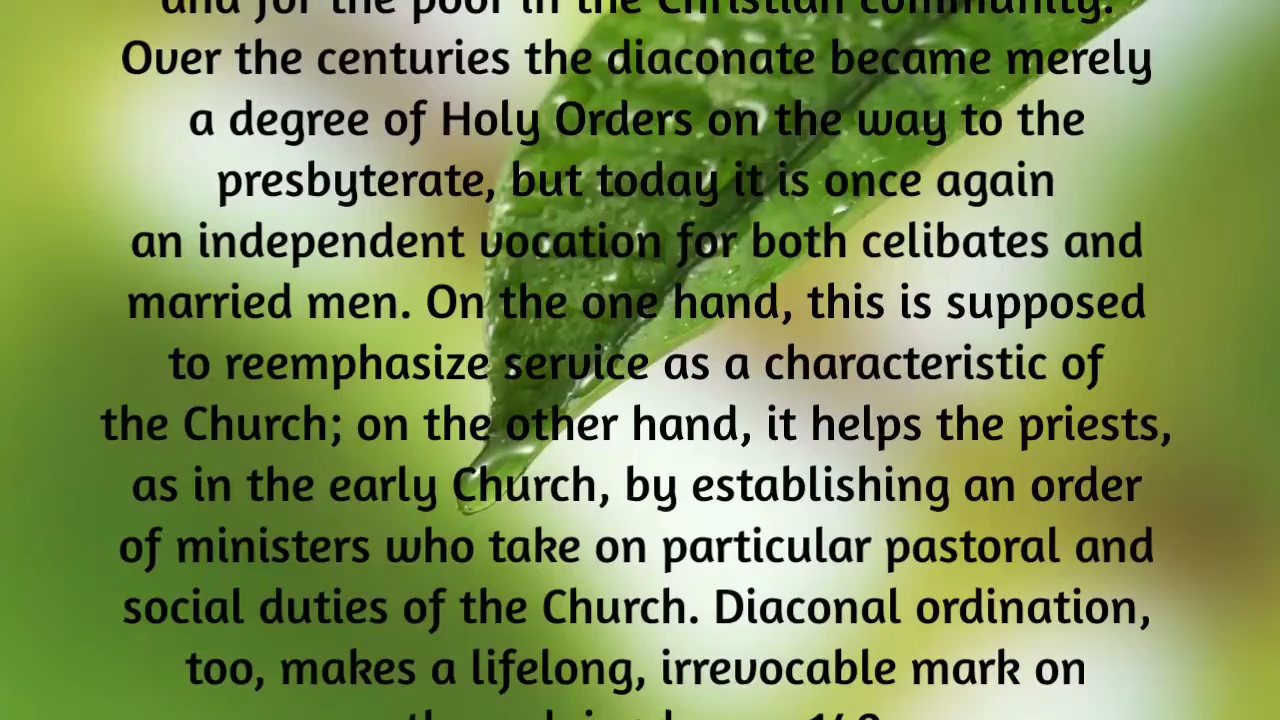 and for the poor in the Christian community.
Over the centuries the diaconate became merely
a degree of Holy Orders on the way to the
presbyterate, but today it is once again
an independent vocation for both celibates and
married men. On the one hand, this is supposed
to reemphasize service as a characteristic of
the Church; on the other hand, it helps the priests,
as in the early Church, by establishing an order
of ministers who take on particular pastoral and
social duties of the Church. Diaconal ordination,
too, makes a lifelong, irrevocable mark on